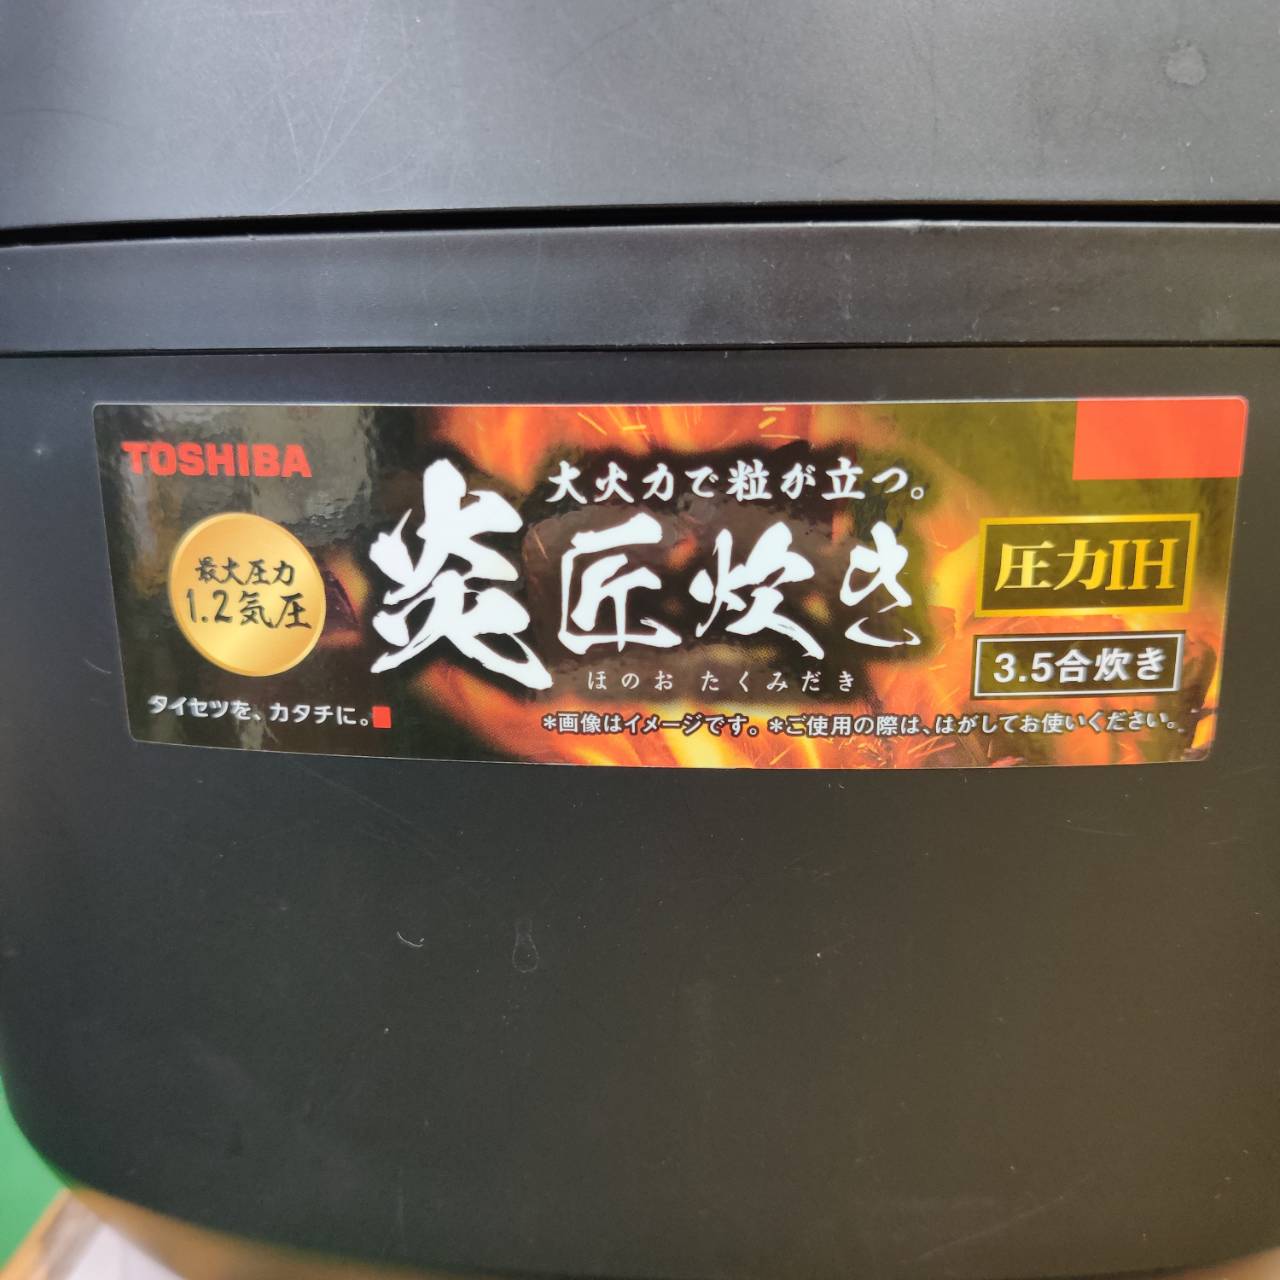 TOSHIBA
大火力で粒が立つ。
最大圧力
1.2気圧
炎 匠炊き
ほのお たくみだき
圧力IH
3.5合炊き
タイセツを、カタチに。
*画像はイメージです。*ご使用の際は、はがしてお使いください。